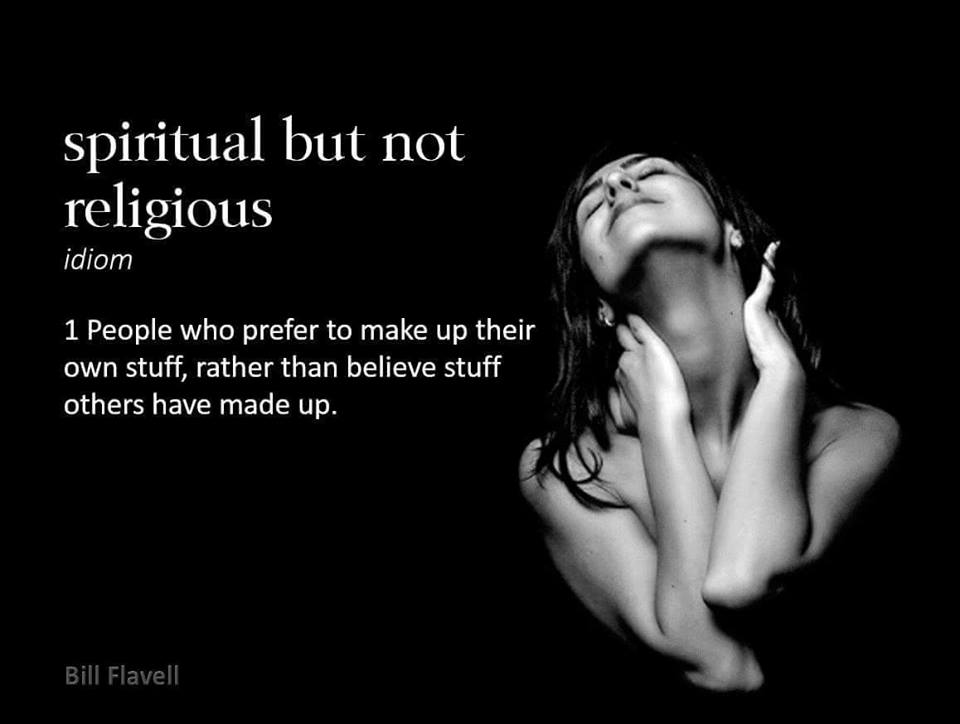 spiritual but not
religious
idiom
1 People who prefer to make up their
own stuff, rather than believe stuff
others have made up.
Bill Flavell